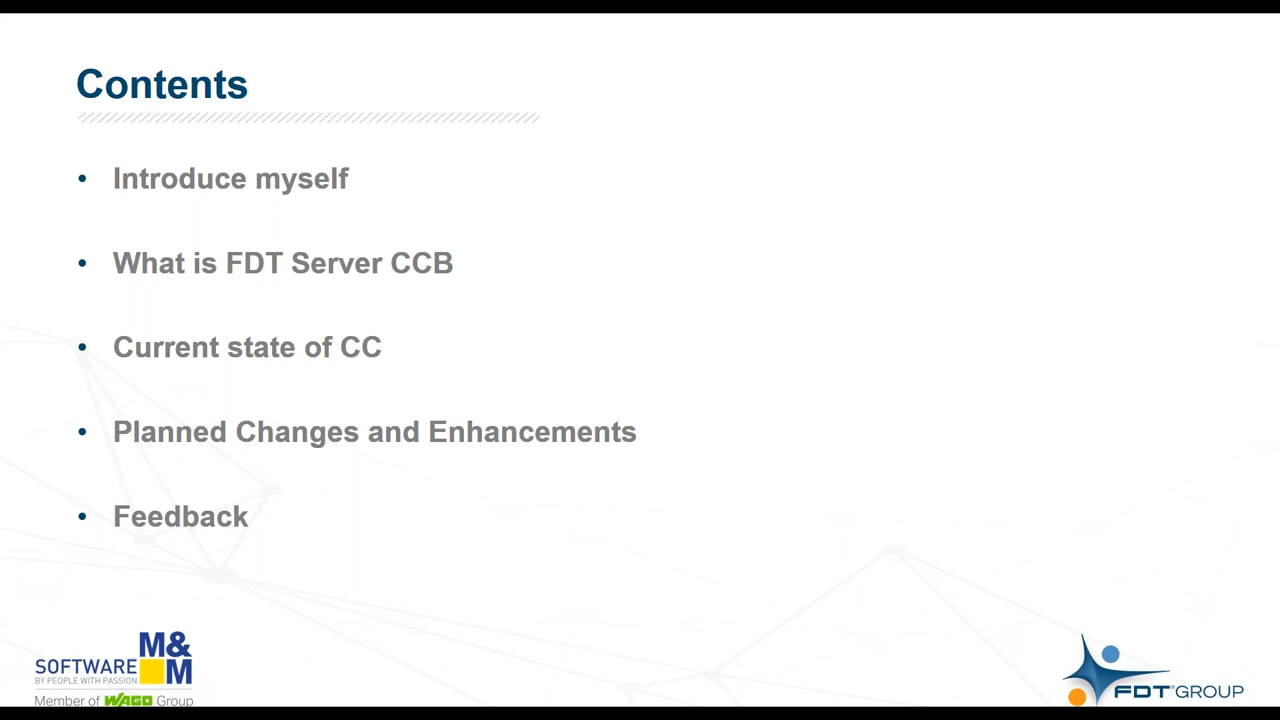 Contents
• Introduce myself
• What is FDT Server CCB
• Current state of CC
• Planned Changes and Enhancements
• Feedback
M&M
SOFTWARE
BY PEOPLE WITH PASSION
Member of WAGO Group
FDT® GROUP